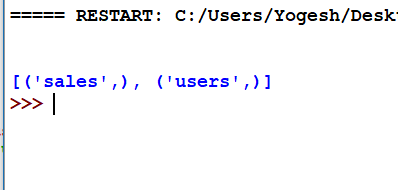 ===== RESTART: C:/Users/Yogesh/Desk
[('sales',), ('users',)]
>>>